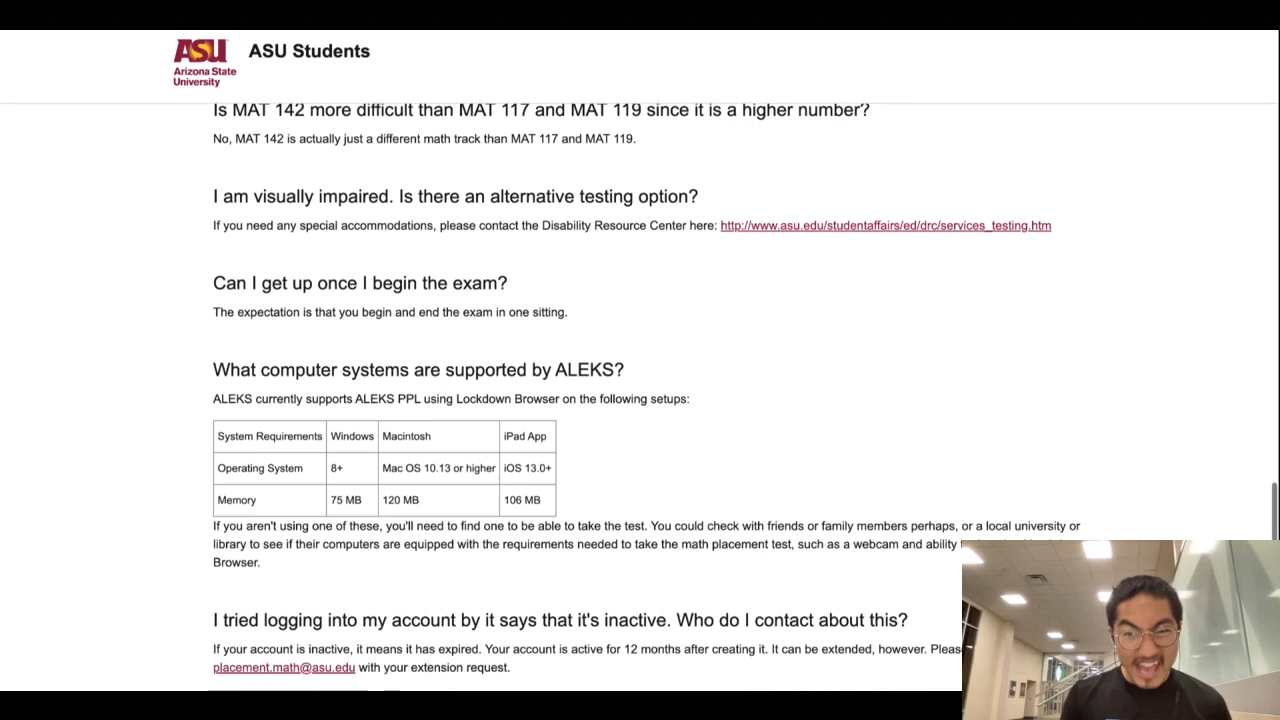 ASU
Arizona State
University
ASU Students
Is MAT 142 more difficult than MAT 117 and MAT 119 since it is a higher number?
No, MAT 142 is actually just a different math track than MAT 117 and MAT 119.
I am visually impaired. Is there an alternative testing option?
If you need any special accommodations, please contact the Disability Resource Center here: http://www.asu.edu/studentaffairs/ed/drc/services_testing.htm
Can I get up once I begin the exam?
The expectation is that you begin and end the exam in one sitting.
What computer systems are supported by ALEKS?
ALEKS currently supports ALEKS PPL using Lockdown Browser on the following setups:
System Requirements Windows Macintosh iPad App
Operating System 8+ Mac OS 10.13 or higher iOS 13.0+
Memory 75 MB 120 MB 106 MB
If you aren't using one of these, you'll need to find one to be able to take the test. You could check with friends or family members perhaps, or a local university or
library to see if their computers are equipped with the requirements needed to take the math placement test, such as a webcam and ability
Browser.
I tried logging into my account by it says that it's inactive. Who do I contact about this?
If your account is inactive, it means it has expired. Your account is active for 12 months after creating it. It can be extended, however. Pleas
placement.math@asu.edu with your extension request.